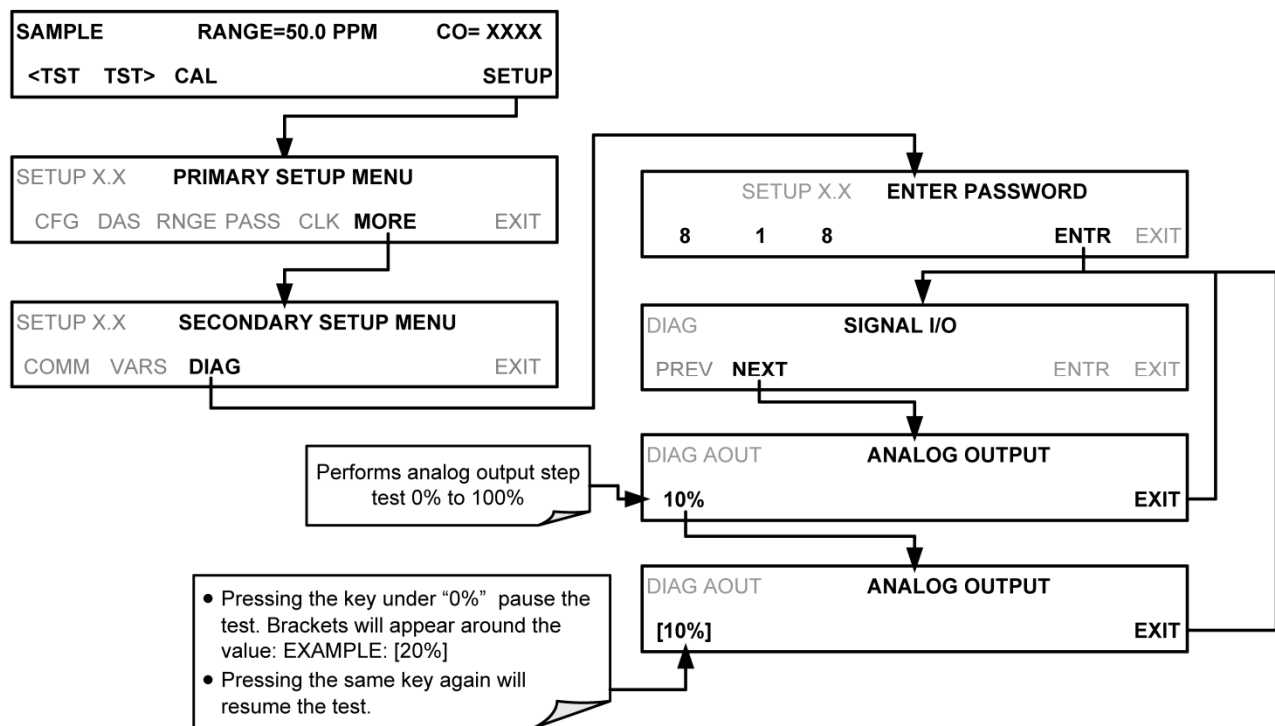 SAMPLE RANGE=50.0 PPM CO= XXXX
<TST TST> CAL SETUP
SETUP X.X PRIMARY SETUP MENU
CFG DAS RNGE PASS CLK MORE EXIT
SETUP X.X SECONDARY SETUP MENU
COMM VARS DIAG EXIT
SETUP X.X ENTER PASSWORD
8 1 8 ENTR EXIT
DIAG SIGNAL I/O
PREV NEXT ENTR EXIT
Performs analog output step
test 0% to 100%
DIAG AOUT ANALOG OUTPUT
10% EXIT
DIAG AOUT ANALOG OUTPUT
[10%] EXIT
• Pressing the key under “0%” pause the
test. Brackets will appear around the
value: EXAMPLE: [20%]
• Pressing the same key again will
resume the test.